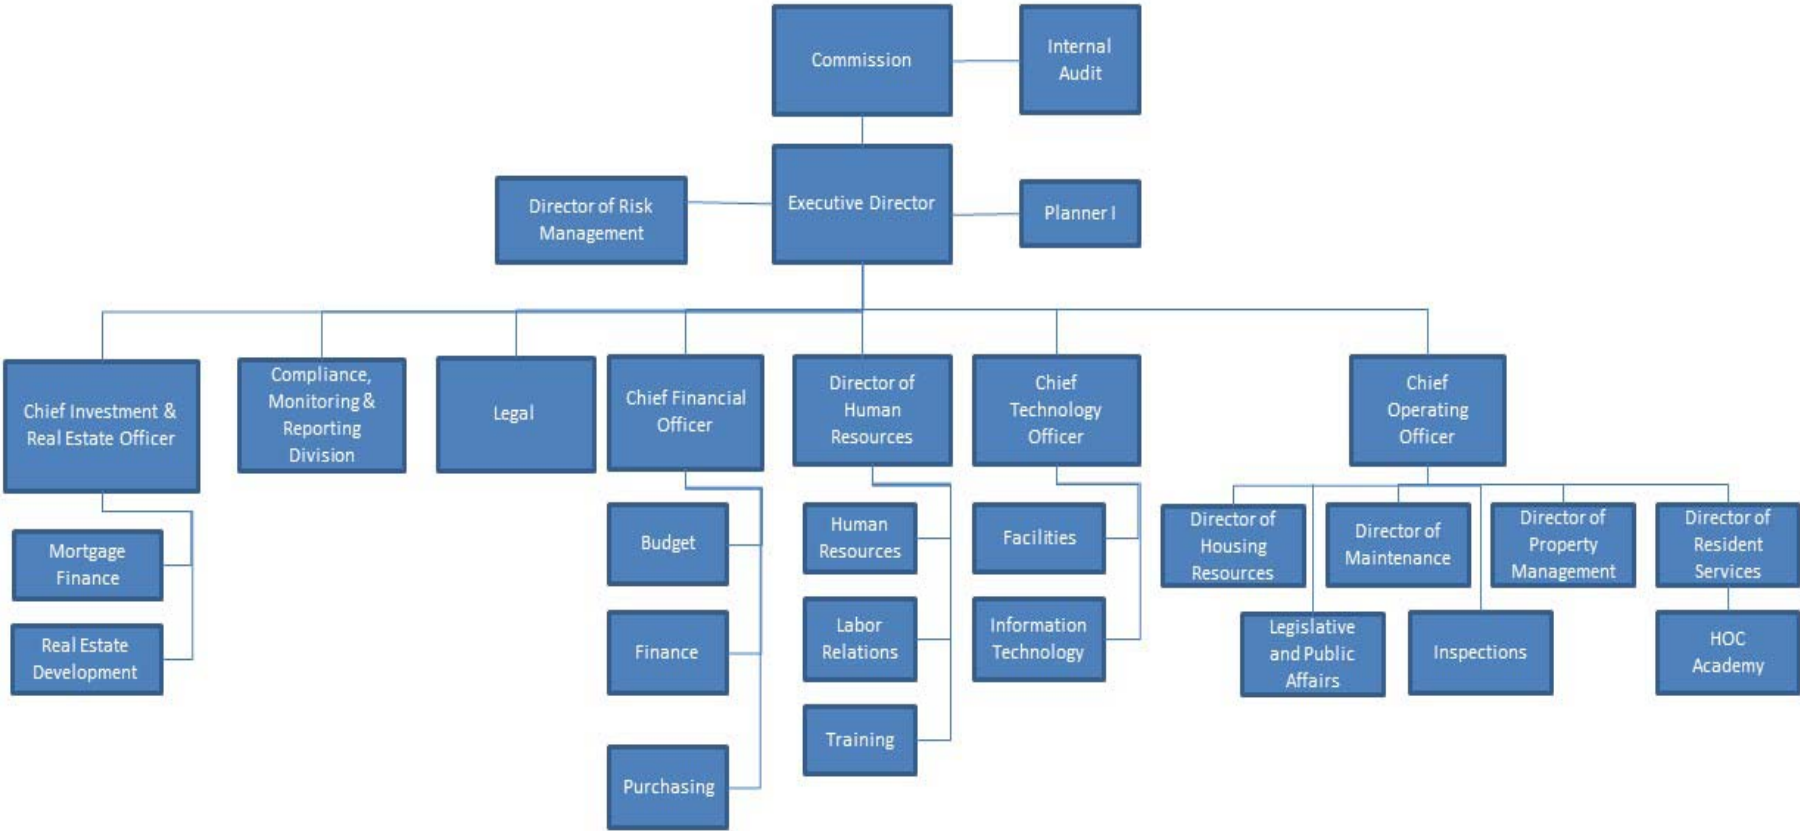 Commission
Internal
Audit
Director of Risk
Management
Executive Director
Planner I
Chief Investment &
Real Estate Officer
Compliance,
Monitoring &
Reporting
Division
Legal
Chief Financial
Officer
Director of
Human
Resources
Chief
Technology
Officer
Chief
Operating
Officer
Mortgage
Finance
Real Estate
Development
Budget
Finance
Purchasing
Human
Resources
Labor
Relations
Training
Facilities
Information
Technology
Director of
Housing
Resources
Director of
Maintenance
Director of
Property
Management
Director of
Resident
Services
Legislative
and Public
Affairs
Inspections
HOC
Academy